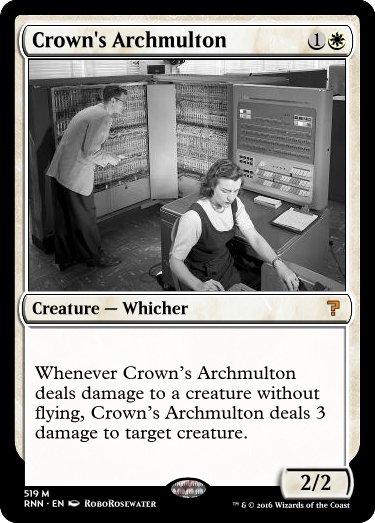 Crown's Archmulton 1
Creature — Whicher ?
Whenever Crown's Archmulton
deals damage to a creature without
flying, Crown's Archmulton deals 3
damage to target creature.
2/2
519 M
RNN • EN RoboRosewater
™ & © 2016 Wizards of the Coast